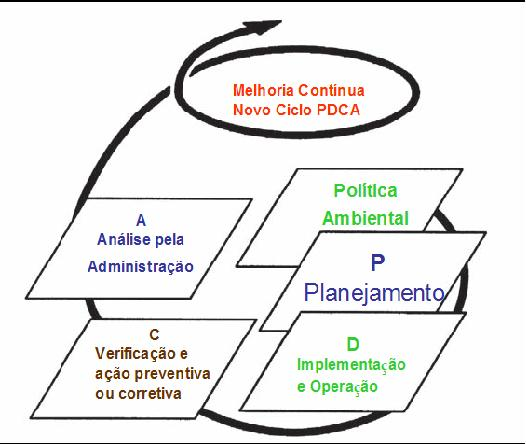 Melhoria Contínua
Novo Ciclo PDCA
Política
Ambiental
P
Planejamento
D
Implementação
e Operação
C
Verificação e
ação preventiva
ou corretiva
A
Análise pela
Administração